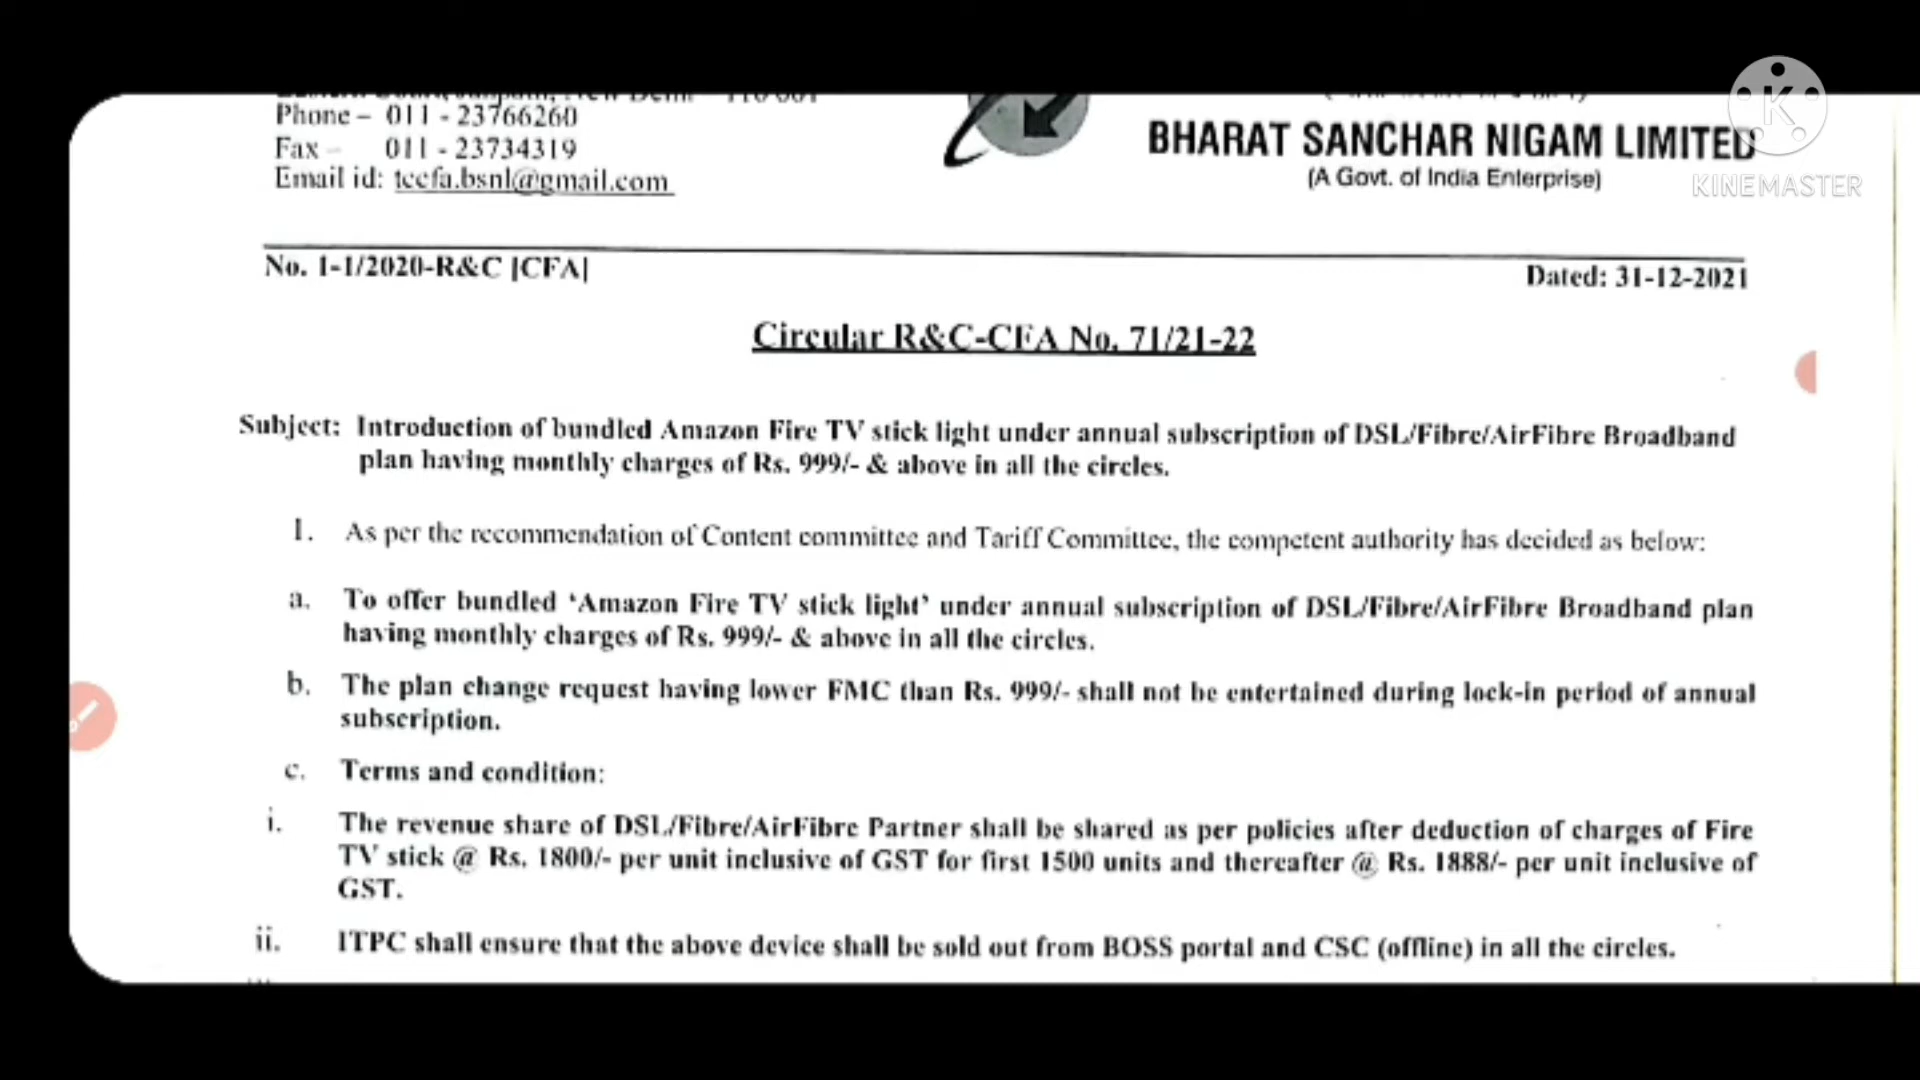 Phone – 011 - 23766260
Fax – 011 - 23734319
Email id: tccfa.bsnl@gmail.com
BHARAT SANCHAR NIGAM LIMITED
(A Govt. of India Enterprise)
K
KINEMASTER
No. 1-1/2020-R&C [CFA]
Dated: 31-12-2021
Circular R&C-CFA No. 71/21-22
Subject: Introduction of bundled Amazon Fire TV stick light under annual subscription of DSL/Fibre/AirFibre Broadband
plan having monthly charges of Rs. 999/- & above in all the circles.
1. As per the recommendation of Content committee and Tariff Committee, the competent authority has decided as below:
a. To offer bundled ‘Amazon Fire TV stick light’ under annual subscription of DSL/Fibre/AirFibre Broadband plan
having monthly charges of Rs. 999/- & above in all the circles.
b. The plan change request having lower FMC than Rs. 999/- shall not be entertained during lock-in period of annual
subscription.
c. Terms and condition:
i. The revenue share of DSL/Fibre/AirFibre Partner shall be shared as per policies after deduction of charges of Fire
TV stick @ Rs. 1800/- per unit inclusive of GST for first 1500 units and thereafter @ Rs. 1888/- per unit inclusive of
GST.
ii. ITPC shall ensure that the above device shall be sold out from BOSS portal and CSC (offline) in all the circles.